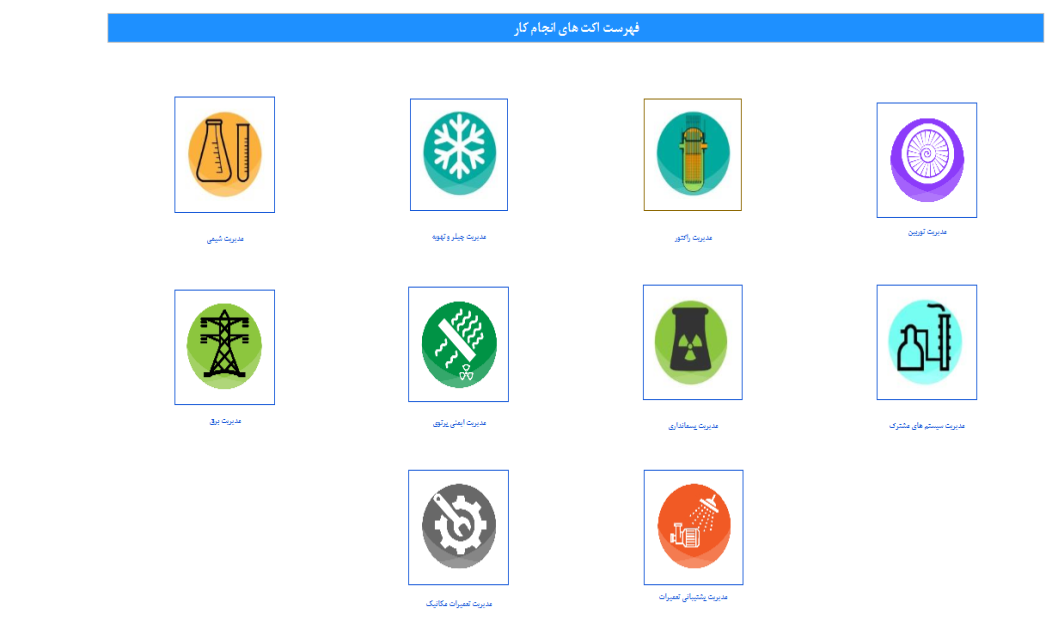 فهرست اکت های انجام کار
مدیریت توربین
مدیریت راکتور
مدیریت چیلر و تهویه
مدیریت شیمی
مدیریت سیستم های مشترک
مدیریت پسمانداری
مدیریت ایمنی پرتوی
مدیریت برق
مدیریت پشتیبانی تعمیرات
مدیریت تعمیرات مکانیک